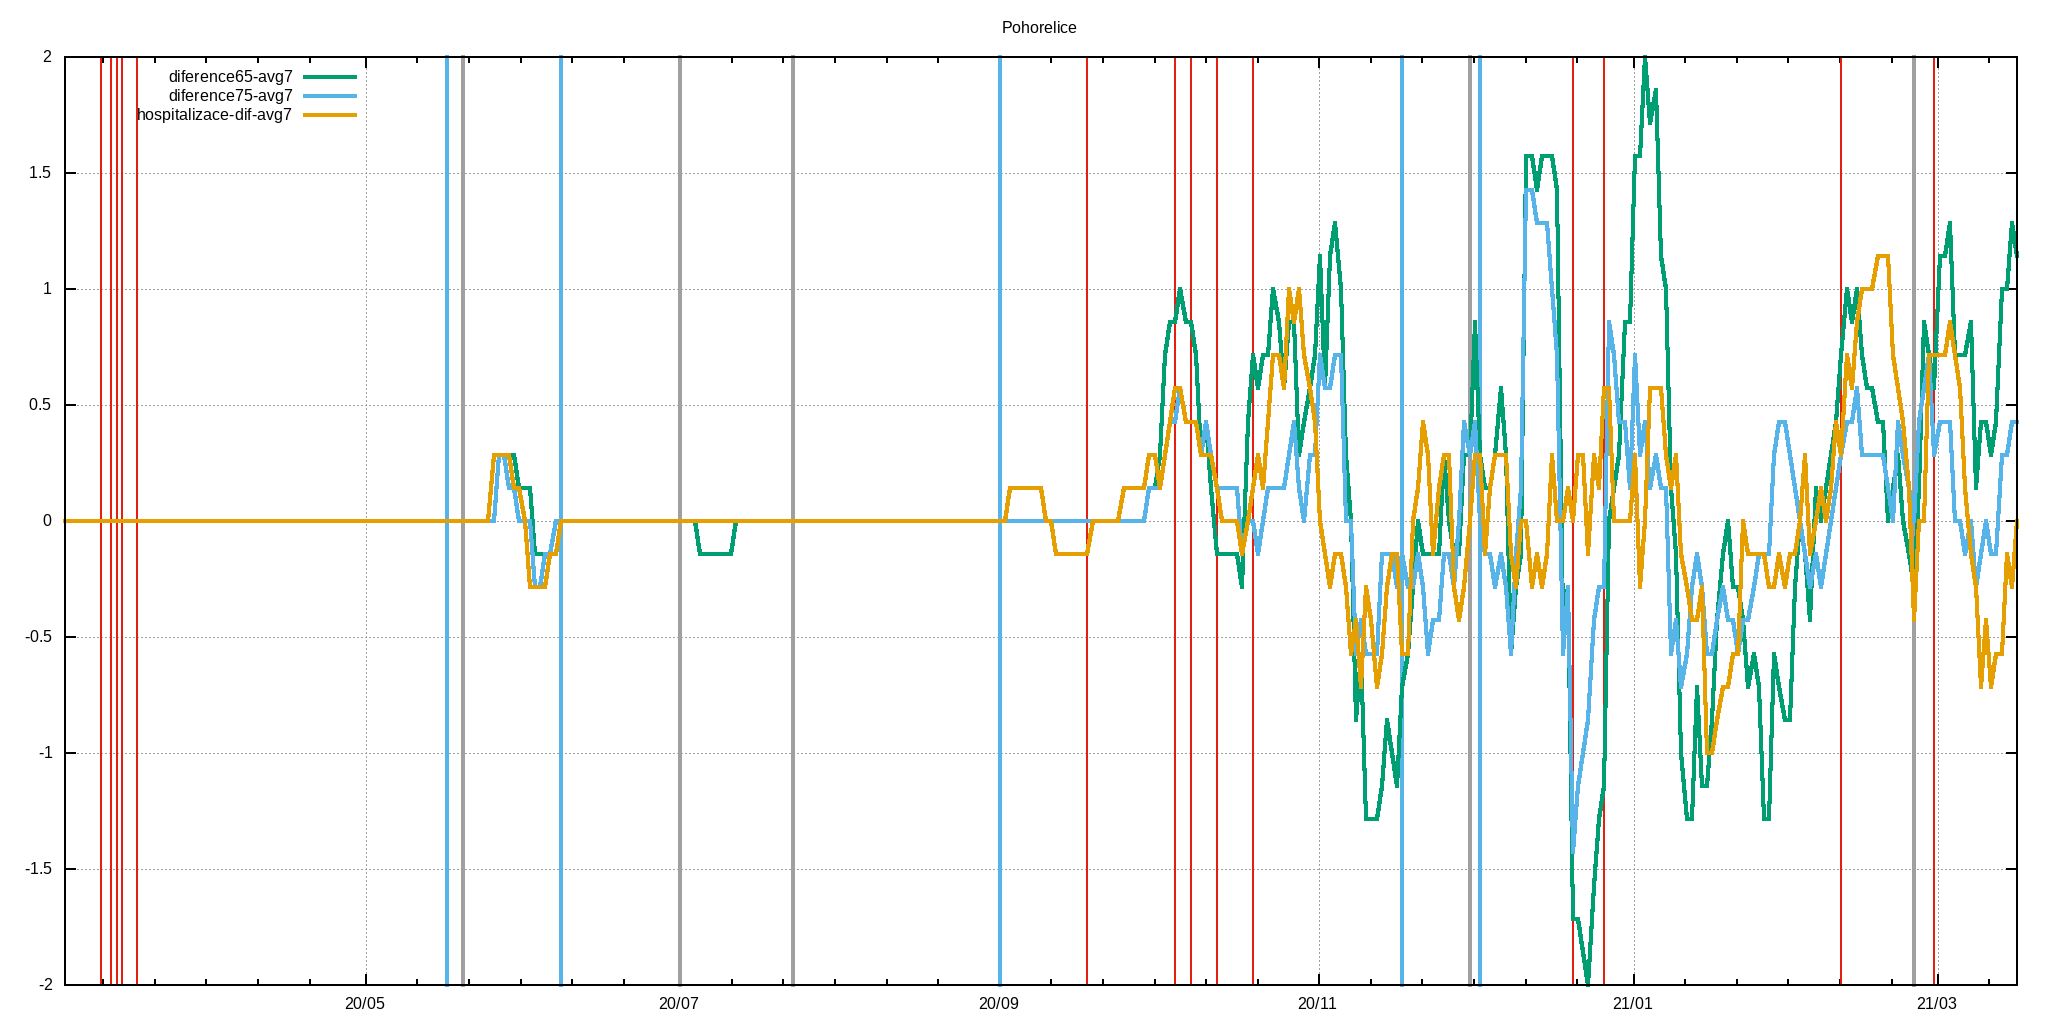 Pohorelice
diference65-avg7
diference75-avg7
hospitalizace-dif-avg7
2
1.5
1
0.5
0
-0.5
-1
-1.5
-2
20/05 20/07 20/09 20/11 21/01 21/03